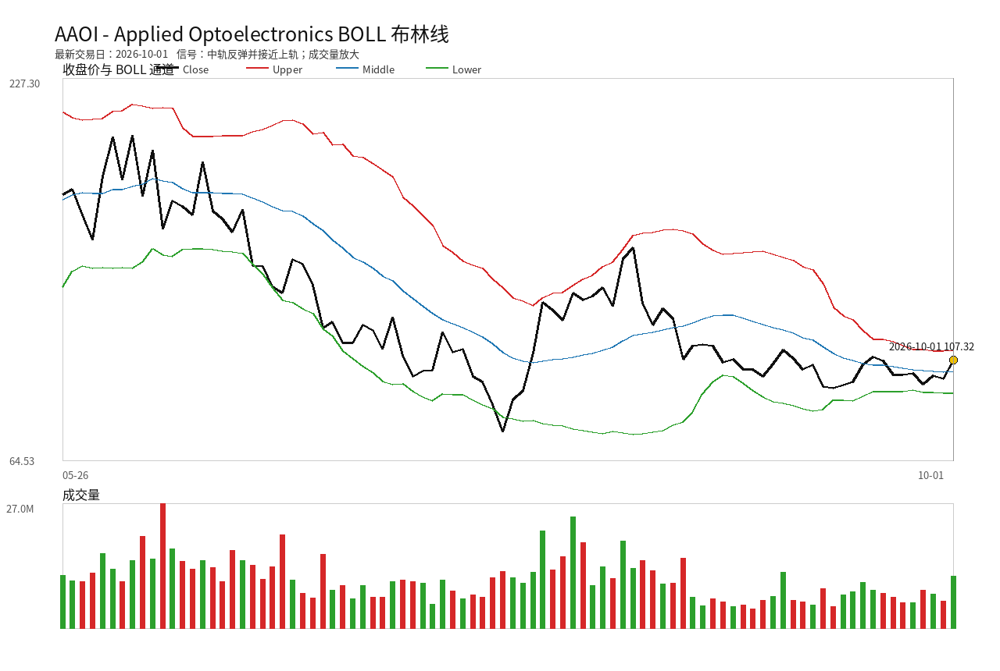 AAOI - Applied Optoelectronics BOLL 布林线
最新交易日：2026-10-01 信号：中轨反弹并接近上轨；成交量放大
收盘价与 BOLL 通道 Close Upper Middle Lower
227.30
2026-10-01 107.32
64.53
05-26 10-01
成交量
27.0M